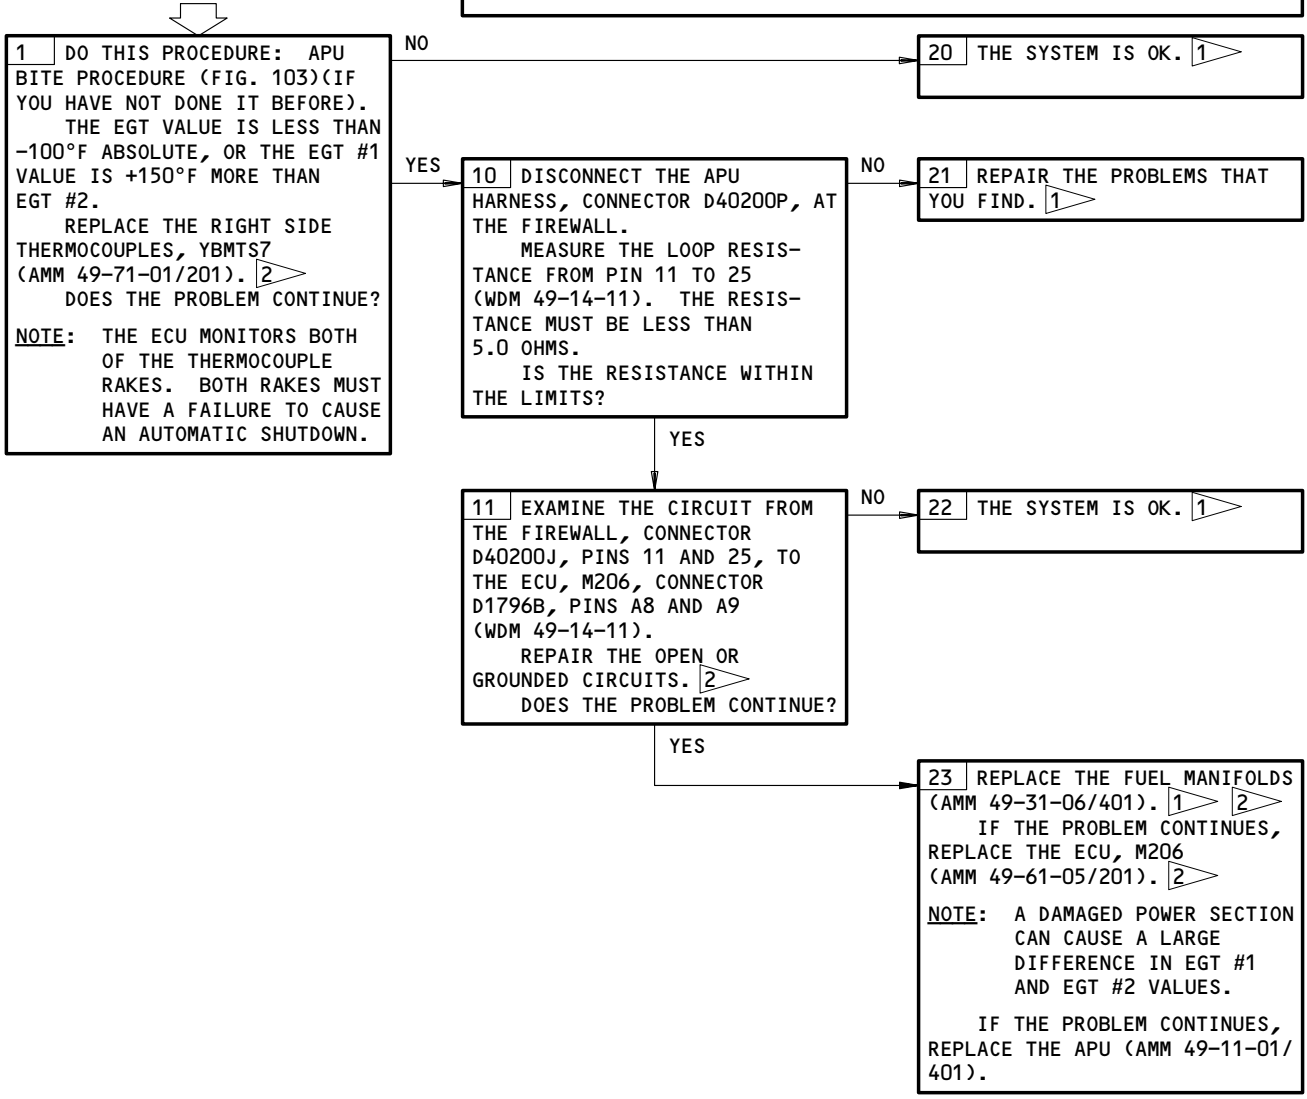 1 DO THIS PROCEDURE: APU
BITE PROCEDURE (FIG. 103)(IF
YOU HAVE NOT DONE IT BEFORE).
THE EGT VALUE IS LESS THAN
-100°F ABSOLUTE, OR THE EGT #1
VALUE IS +150°F MORE THAN
EGT #2.
REPLACE THE RIGHT SIDE
THERMOCOUPLES, YBMTS7
(AMM 49-71-01/201). 2
DOES THE PROBLEM CONTINUE?
NOTE: THE ECU MONITORS BOTH
OF THE THERMOCOUPLE
RAKES. BOTH RAKES MUST
HAVE A FAILURE TO CAUSE
AN AUTOMATIC SHUTDOWN.
NO
20 THE SYSTEM IS OK. 1
YES
10 DISCONNECT THE APU
HARNESS, CONNECTOR D40200P, AT
THE FIREWALL.
MEASURE THE LOOP RESIS-
TANCE FROM PIN 11 TO 25
(WDM 49-14-11). THE RESIS-
TANCE MUST BE LESS THAN
5.0 OHMS.
IS THE RESISTANCE WITHIN
THE LIMITS?
NO
21 REPAIR THE PROBLEMS THAT
YOU FIND. 1
YES
11 EXAMINE THE CIRCUIT FROM
THE FIREWALL, CONNECTOR
D40200J, PINS 11 AND 25, TO
THE ECU, M206, CONNECTOR
D1796B, PINS A8 AND A9
(WDM 49-14-11).
REPAIR THE OPEN OR
GROUNDED CIRCUITS. 2
DOES THE PROBLEM CONTINUE?
NO
22 THE SYSTEM IS OK. 1
YES
23 REPLACE THE FUEL MANIFOLDS
(AMM 49-31-06/401). 1 2
IF THE PROBLEM CONTINUES,
REPLACE THE ECU, M206
(AMM 49-61-05/201). 2
NOTE: A DAMAGED POWER SECTION
CAN CAUSE A LARGE
DIFFERENCE IN EGT #1
AND EGT #2 VALUES.
IF THE PROBLEM CONTINUES,
REPLACE THE APU (AMM 49-11-01/
401).